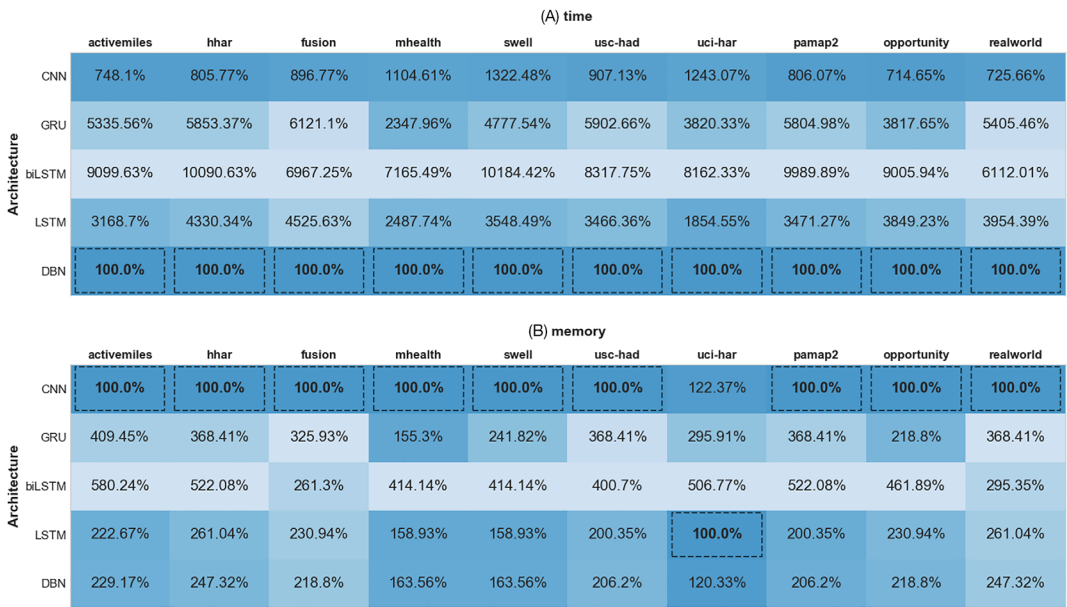 (A) time
activemiles hhar fusion mhealth swell usc-had uci-har pamap2 opportunity realworld
Architecture
CNN 748.1% 805.77% 896.77% 1104.61% 1322.48% 907.13% 1243.07% 806.07% 714.65% 725.66%
GRU 5335.56% 5853.37% 6121.1% 2347.96% 4777.54% 5902.66% 3820.33% 5804.98% 3817.65% 5405.46%
biLSTM 9099.63% 10090.63% 6967.25% 7165.49% 10184.42% 8317.75% 8162.33% 9989.89% 9005.94% 6112.01%
LSTM 3168.7% 4330.34% 4525.63% 2487.74% 3548.49% 3466.36% 1854.55% 3471.27% 3849.23% 3954.39%
DBN 100.0% 100.0% 100.0% 100.0% 100.0% 100.0% 100.0% 100.0% 100.0% 100.0%
(B) memory
activemiles hhar fusion mhealth swell usc-had uci-har pamap2 opportunity realworld
Architecture
CNN 100.0% 100.0% 100.0% 100.0% 100.0% 100.0% 122.37% 100.0% 100.0% 100.0%
GRU 409.45% 368.41% 325.93% 155.3% 241.82% 368.41% 295.91% 368.41% 218.8% 368.41%
biLSTM 580.24% 522.08% 261.3% 414.14% 414.14% 400.7% 506.77% 522.08% 461.89% 295.35%
LSTM 222.67% 261.04% 230.94% 158.93% 158.93% 200.35% 100.0% 200.35% 230.94% 261.04%
DBN 229.17% 247.32% 218.8% 163.56% 163.56% 206.2% 120.33% 206.2% 218.8% 247.32%